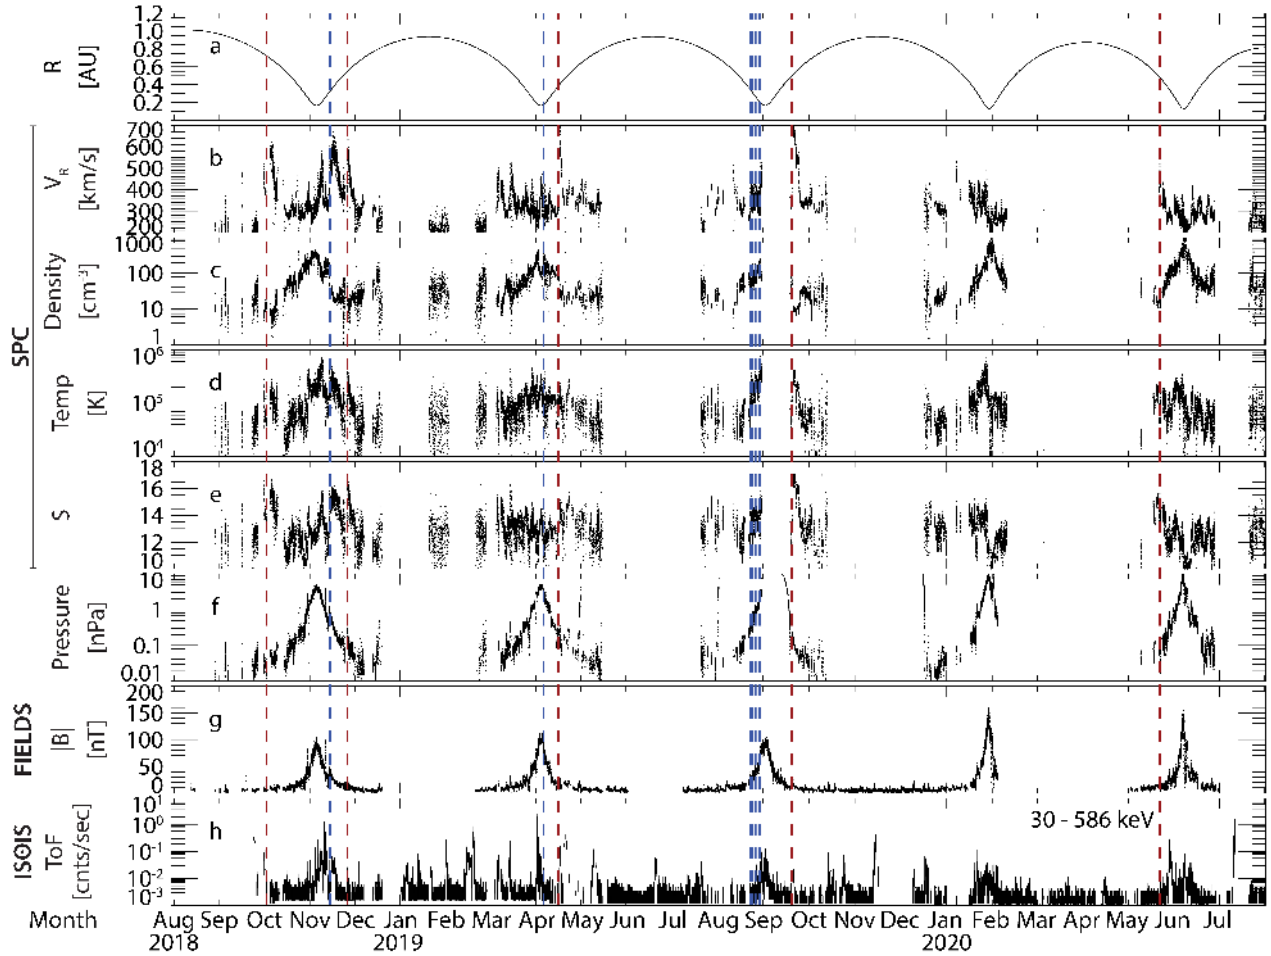 1.2
1.0
0.8
0.4
0.2
R
[AU]
a
700
600
500
400
300
200
V_R
[km/s]
b
1000
100
10
1
Density
[cm⁻³]
c
10⁶
10⁵
10⁴
Temp
[K]
d
18
16
14
12
10
S
e
SPC
10
1
0.1
0.01
Pressure
[nPa]
f
200
150
100
50
0
FIELDS
|B|
[nT]
g
10¹
10⁰
10⁻¹
10⁻²
10⁻³
ISOIS
ToF
[cnts/sec]
h
30 - 586 keV
Month Aug Sep Oct Nov Dec Jan Feb Mar Apr May Jun Jul Aug Sep Oct Nov Dec Jan Feb Mar Apr May Jun Jul
2018 2019 2020